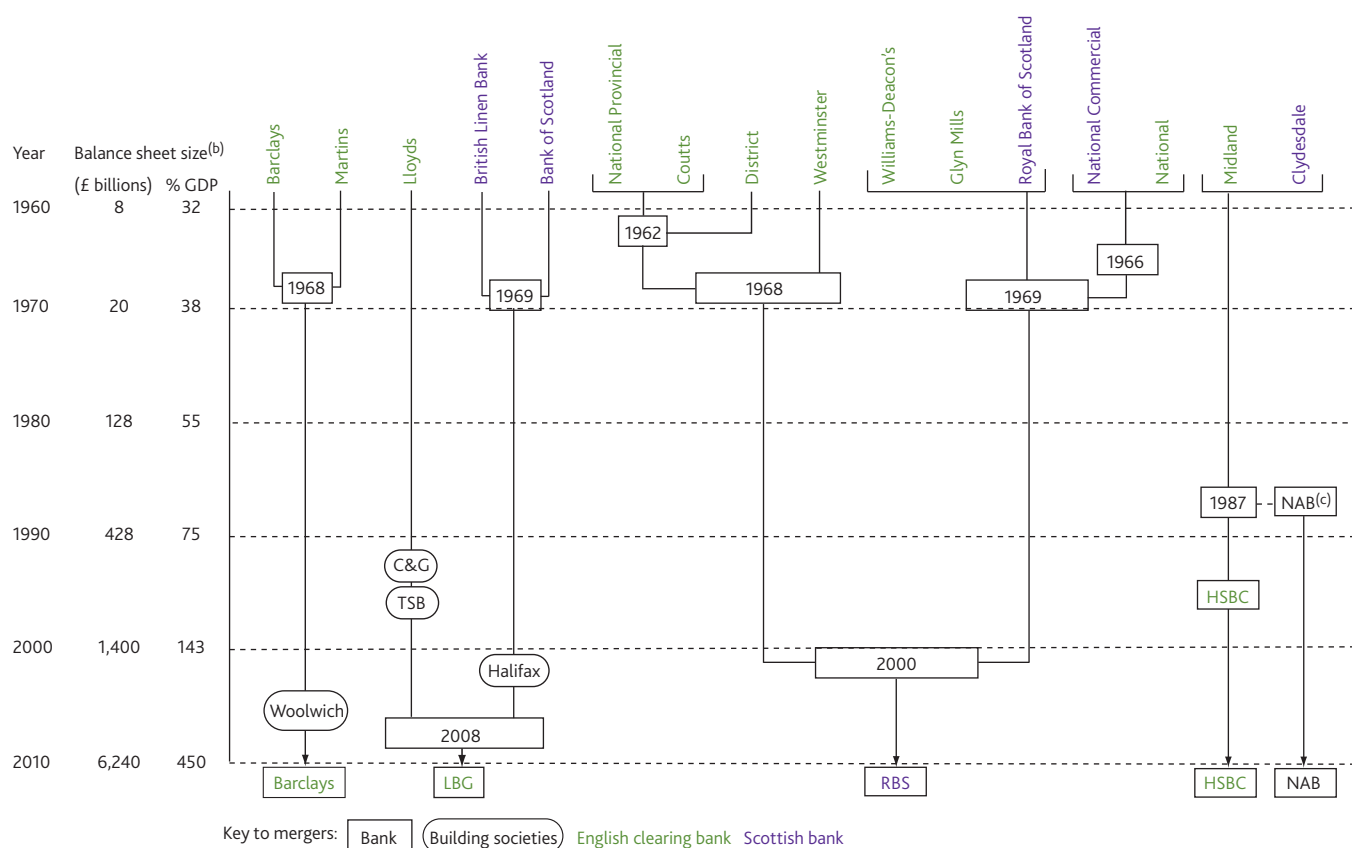 Barclays
Martins
Lloyds
British Linen Bank
Bank of Scotland
National Provincial
Coutts
District
Westminster
Williams-Deacon's
Glyn Mills
Royal Bank of Scotland
National Commercial
National
Midland
Clydesdale
Year Balance sheet size(b)
(£ billions) % GDP
1960 8 32
1962
1966
1968 1969 1968 1969
1970 20 38
1980 128 55
1987 NAB(c)
1990 428 75
C&G
TSB HSBC
2000 1,400 143
Halifax 2000
Woolwich
2008
2010 6,240 450
Barclays LBG RBS HSBC NAB
Key to mergers: Bank Building societies English clearing bank Scottish bank